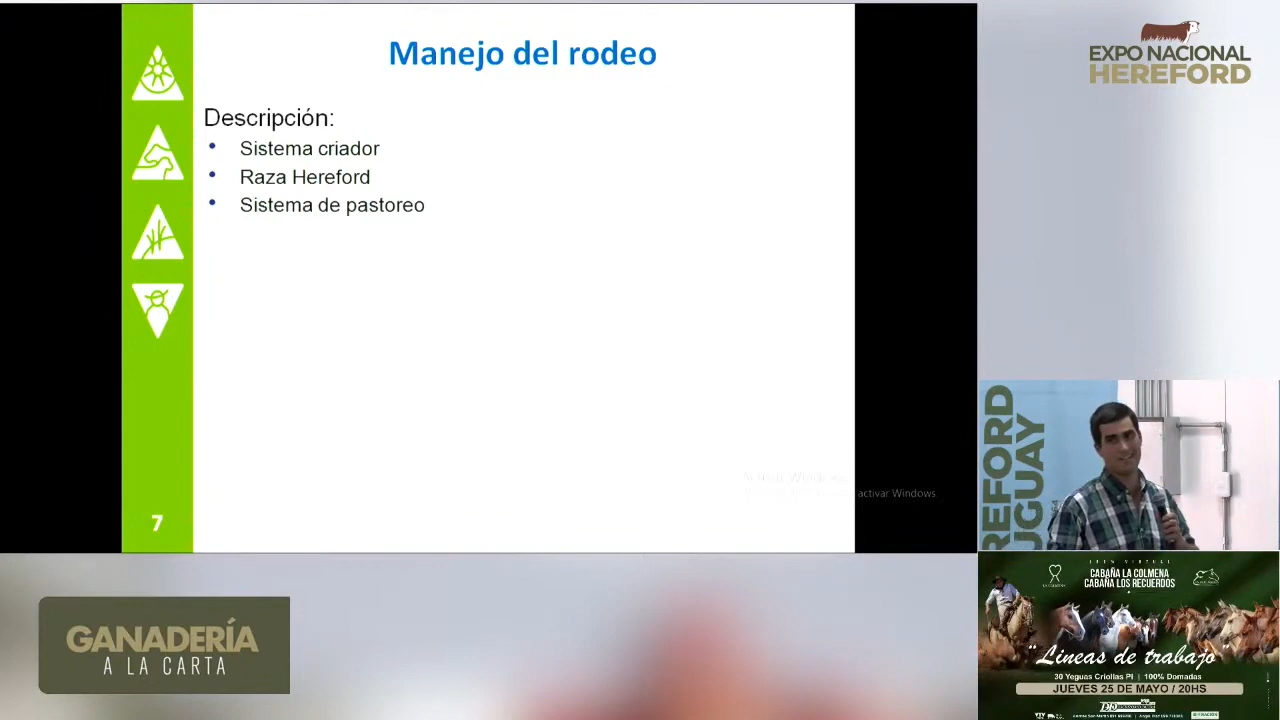 Manejo del rodeo
Descripción:
• Sistema criador
• Raza Hereford
• Sistema de pastoreo
7
activar Windows.
EXPO NACIONAL
HEREFORD
REFORD
UGUAY
GANADERÍA
A LA CARTA
CABAÑA LA COLMENA
CABAÑA LOS RECUERDOS
"Líneas de trabajo"
30 Yeguas Criollas PI | 100% Domadas
JUEVES 25 DE MAYO / 20HS